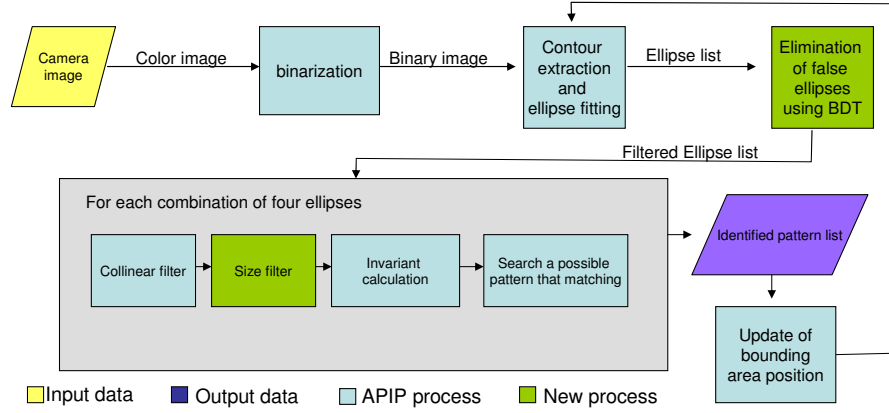 Camera
image
Color image
binarization
Binary image
Contour
extraction
and
ellipse fitting
Ellipse list
Elimination
of false
ellipses
using BDT
Filtered Ellipse list
For each combination of four ellipses
Collinear filter
Size filter
Invariant
calculation
Search a possible
pattern that matching
Identified pattern list
Update of
bounding
area position
Input data
Output data
APIP process
New process